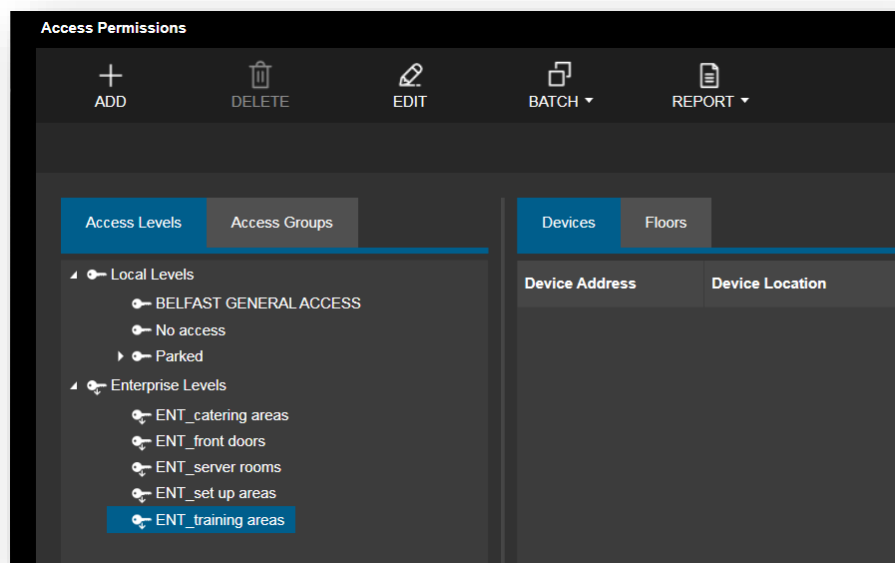 Access Permissions
ADD DELETE EDIT BATCH REPORT
Access Levels Access Groups Devices Floors
Device Address Device Location
Local Levels
BELFAST GENERAL ACCESS
No access
Parked
Enterprise Levels
ENT_catering areas
ENT_front doors
ENT_server rooms
ENT_set up areas
ENT_training areas